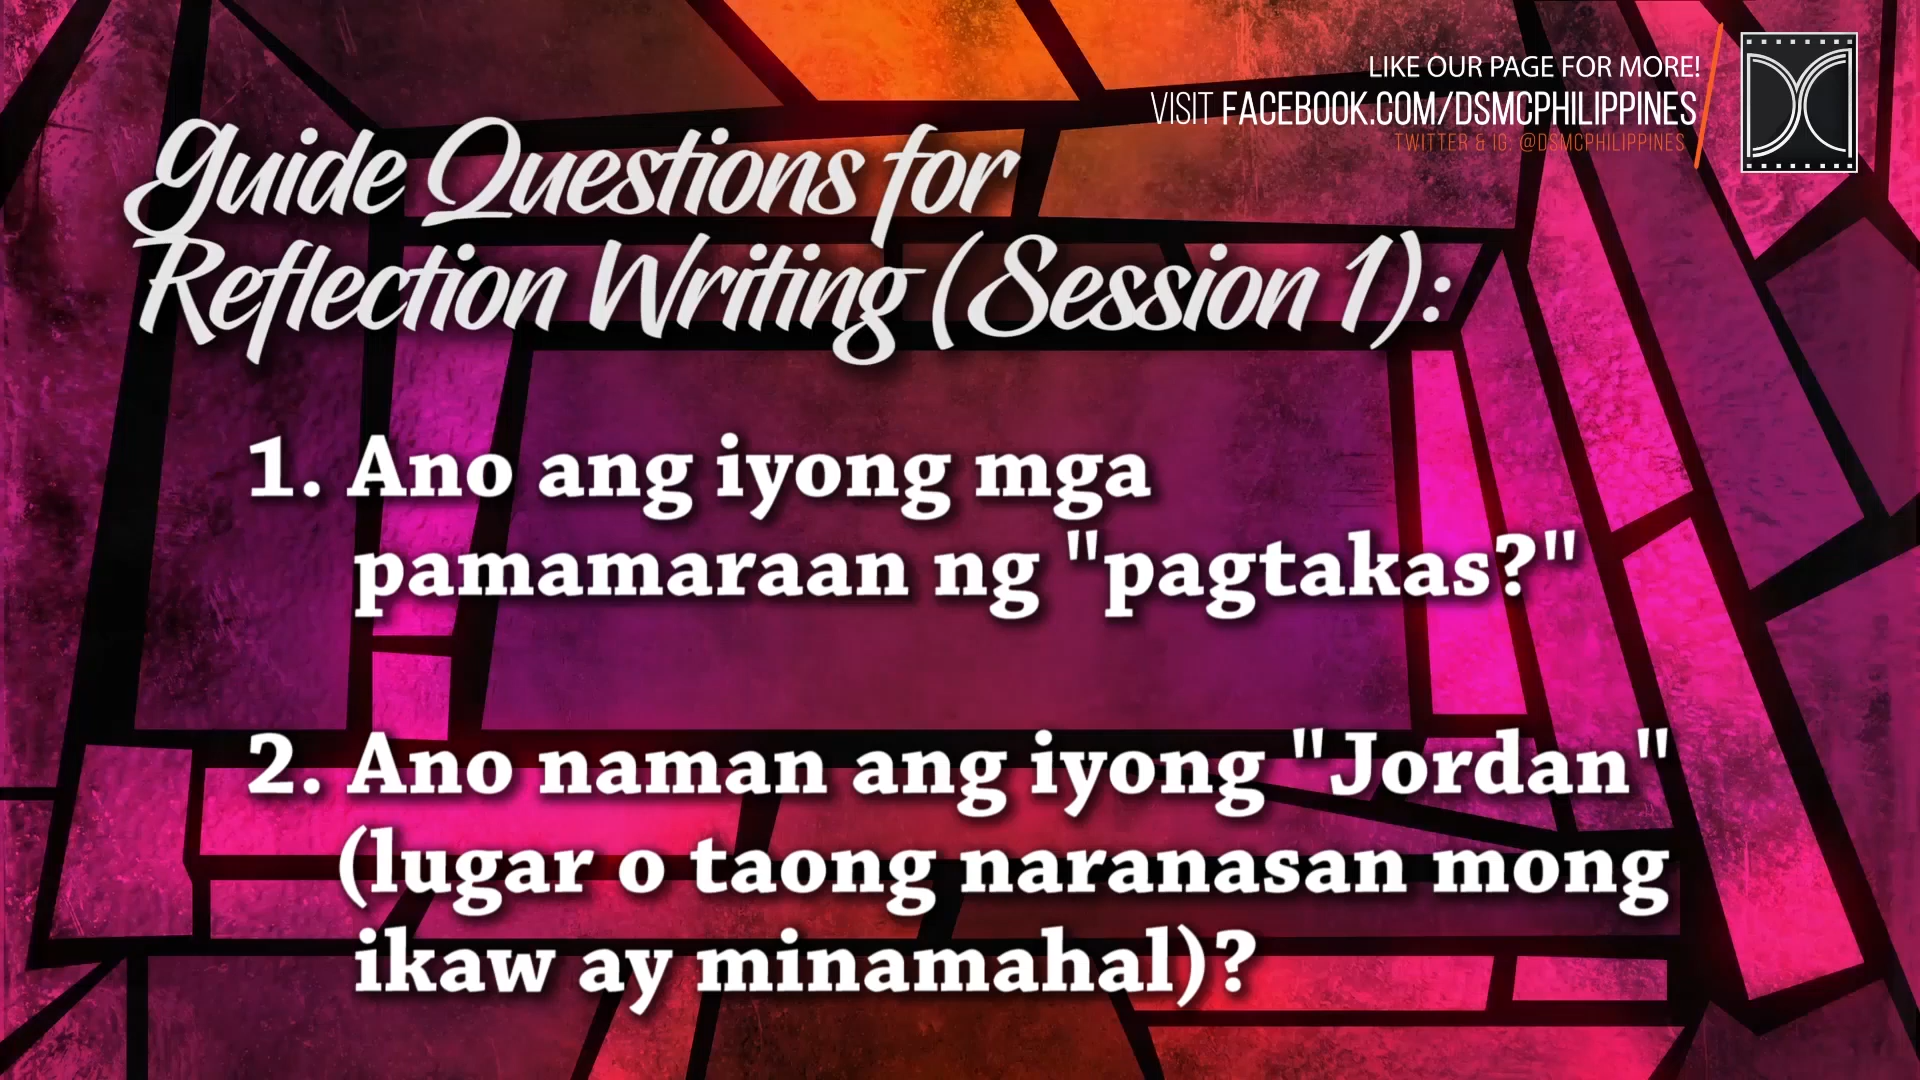 LIKE OUR PAGE FOR MORE!
VISIT FACEBOOK.COM/DSMCPHILIPPINES
TWITTER & IG: @DSMCPHILIPPINES
Guide Questions for
Reflection Writing (Session 1):
1. Ano ang iyong mga
pamamaraan ng "pagtakas?"
2. Ano naman ang iyong "Jordan"
(lugar o taong naranasan mong
ikaw ay minamahal)?